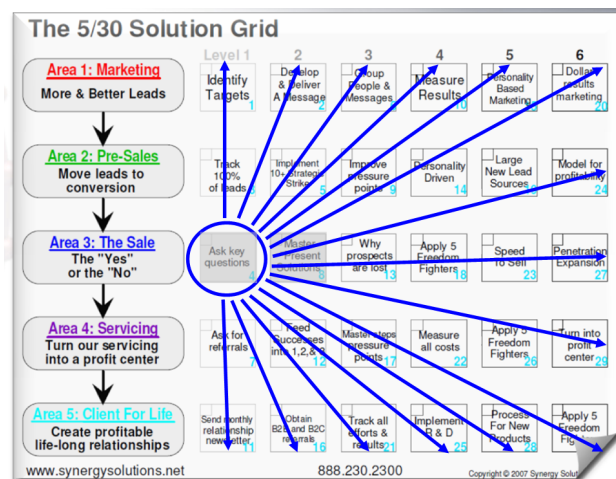 The 5/30 Solution Grid
Level 1 2 3 4 5 6
Area 1: Marketing
More & Better Leads
Identify
Targets
1
Develop
& Deliver
A Message
2
Group
People &
Messages
Measure
Results
10
Personality
Based
Marketing
Dollar
results
marketing
20
Area 2: Pre-Sales
Move leads to
conversion
Track
100%
of leads
Implement
10+ Strategic
Strike
5
Improve
pressure
points
9
Personality
Driven
14
Large
New Lead
Sources
Model for
profitability
24
Area 3: The Sale
The "Yes"
or the "No"
Ask key
questions
4
Master
Present
Solutions
8
Why
prospects
are lost
13
Apply 5
Freedom
Fighters
18
Speed
To Sell
23
Penetration
Expansion
27
Area 4: Servicing
Turn our servicing
into a profit center
Ask for
referrals
7
Feed
Successes
into 1,2,&
12
Master steps
pressure
points
17
Measure
all costs
22
Apply 5
Freedom
Fighters
26
Turn into
profit
center
29
Area 5: Client For Life
Create profitable
life-long relationships
Send monthly
relationship
newsletter
11
Obtain
B2B and B2C
referrals
16
Track all
efforts &
results
21
Implement
R & D
25
Process
For New
Products
28
Apply 5
Freedom
www.synergysolutions.net
888.230.2300
Copyright © 2007 Synergy